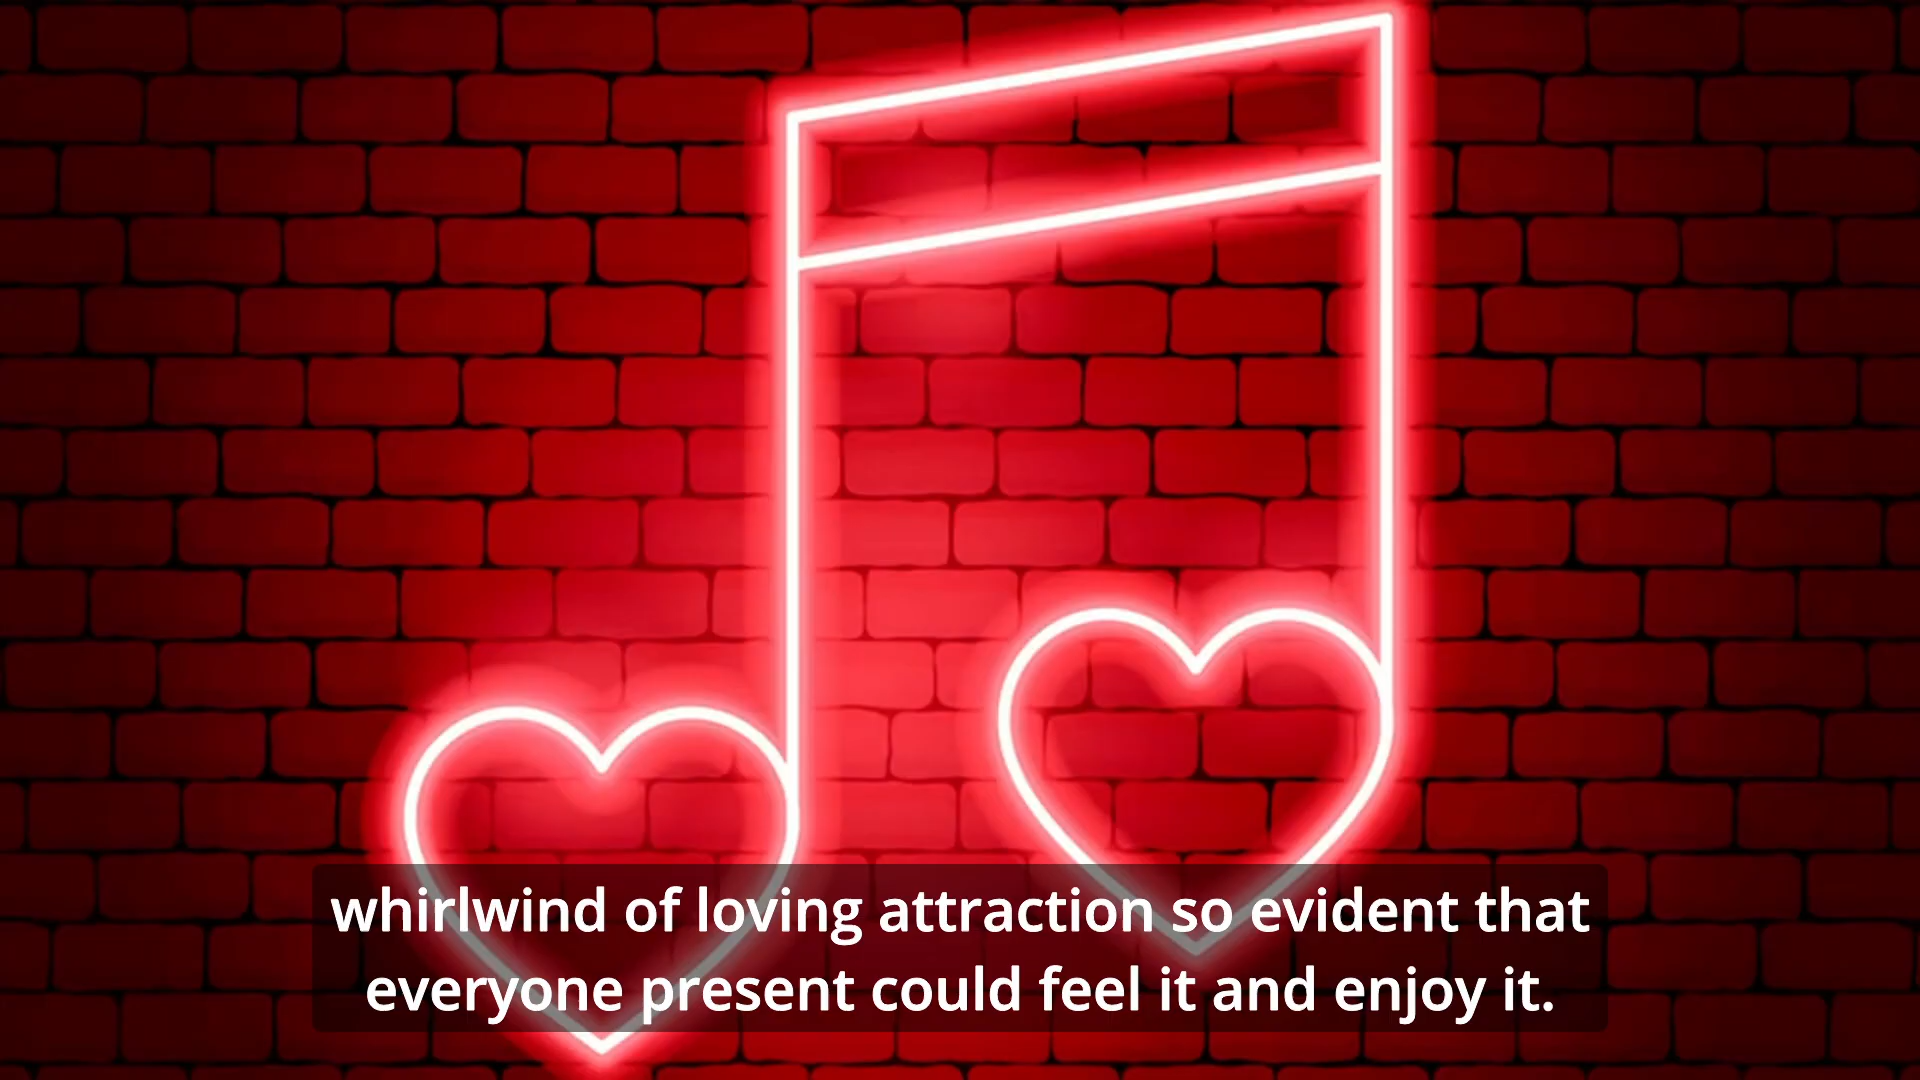 whirlwind of loving attraction so evident that
everyone present could feel it and enjoy it.